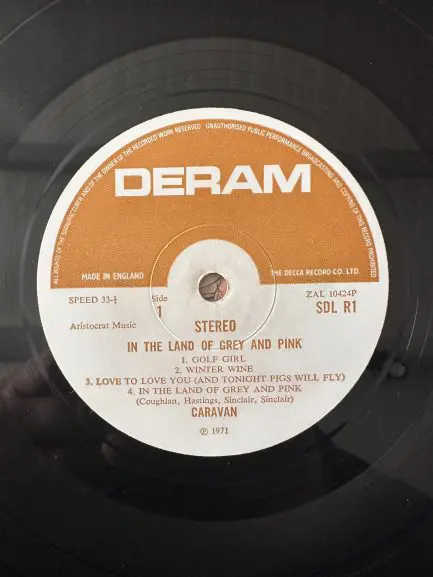 ALL RIGHTS OF THE MANUFACTURER AND OF THE OWNER OF THE RECORDED WORK RESERVED UNAUTHORISED PUBLIC PERFORMANCE BROADCASTING AND COPYING OF THIS RECORD PROHIBITED
DERAM
MADE IN ENGLAND
THE DECCA RECORD CO. LTD.
SPEED 33-⅓
Side
1
ZAL 10424P
SDL R1
Aristocrat Music
STEREO
IN THE LAND OF GREY AND PINK
1. GOLF GIRL
2. WINTER WINE
3. LOVE TO LOVE YOU (AND TONIGHT PIGS WILL FLY)
4. IN THE LAND OF GREY AND PINK
(Coughlan, Hastings, Sinclair, Sinclair)
CARAVAN
℗ 1971